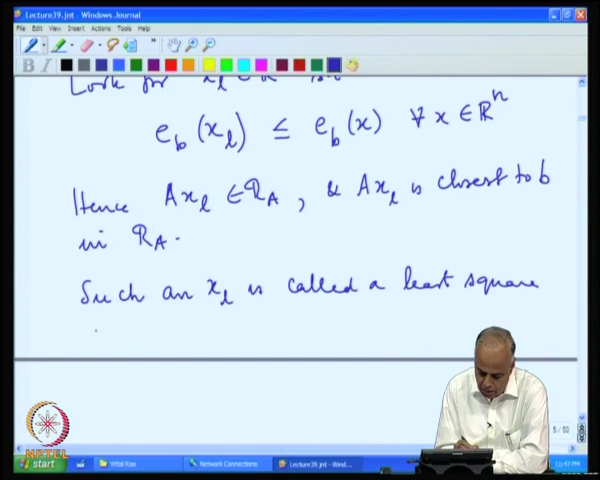 Lecture39.jnt - Windows Journal
File Edit View Insert Actions Tools Help
B I
Look for
e_b(x_l) ≤ e_b(x) ∀ x ∈ ℝ^n
Hence Ax_l ∈ R_A, & Ax_l is closest to b
in R_A.
Such an x_l is called a least square
5 / 50
NPTEL
start
Vittal Rao
Network Connections
Lecture39.jnt - Wind...